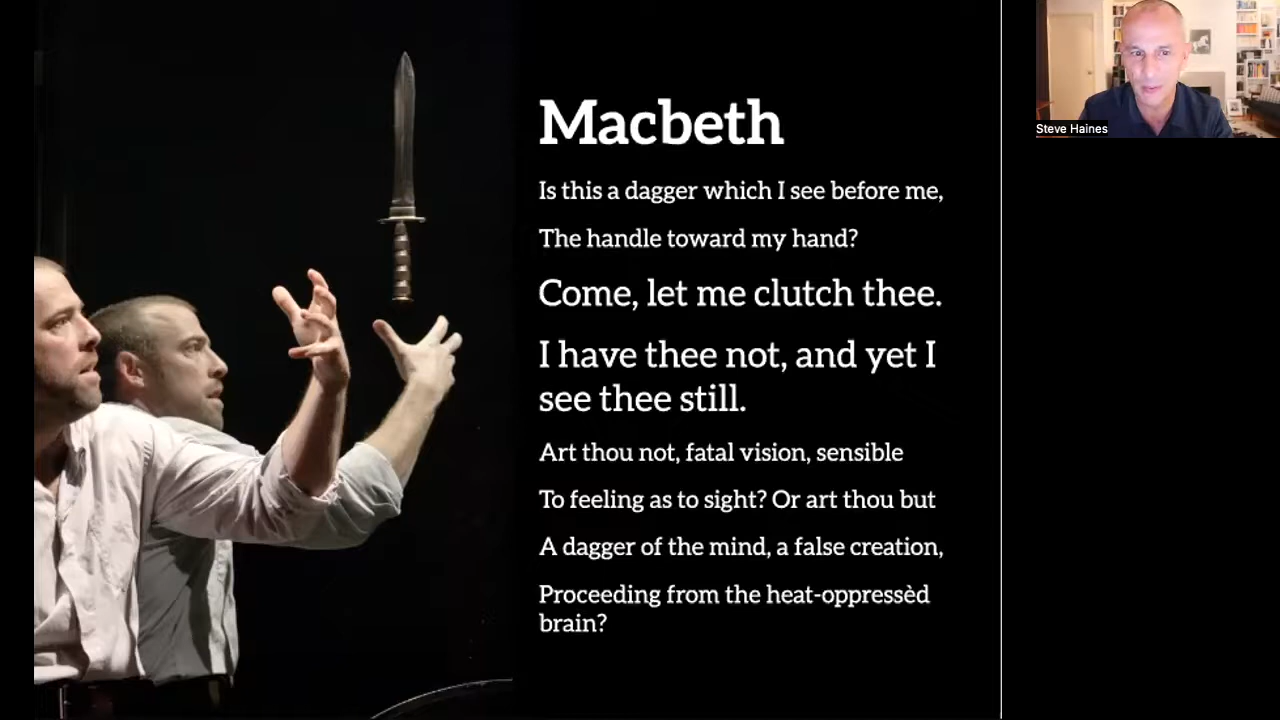 Macbeth
Is this a dagger which I see before me,
The handle toward my hand?
Come, let me clutch thee.
I have thee not, and yet I
see thee still.
Art thou not, fatal vision, sensible
To feeling as to sight? Or art thou but
A dagger of the mind, a false creation,
Proceeding from the heat-oppressèd
brain?
Steve Haines